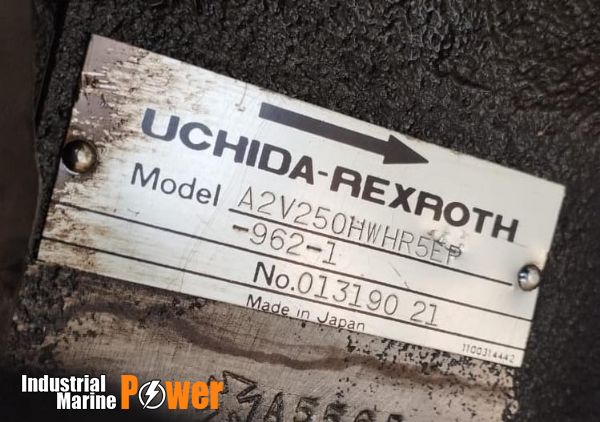 UCHIDA-REXROTH
Model A2V250HWHR5EP
-962-1
No.013190 21
Made in Japan
1100314442
Industrial
Marine Power